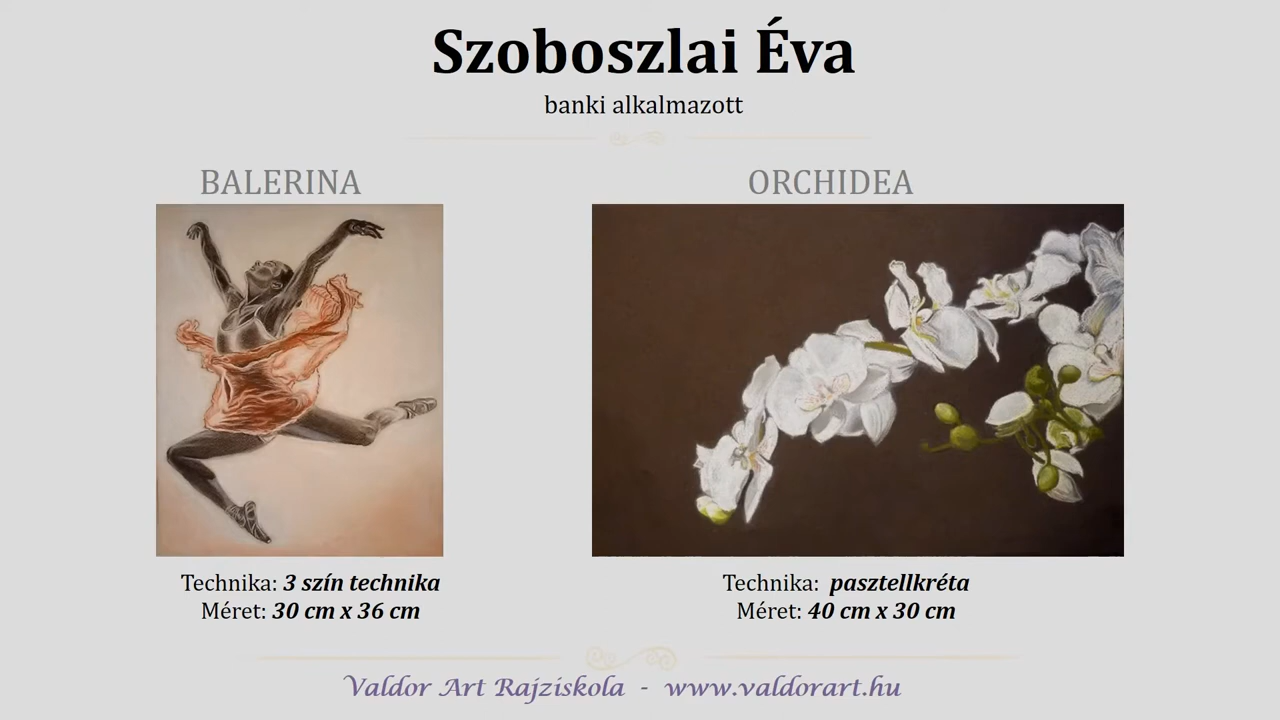 Szoboszlai Éva
banki alkalmazott
BALERINA
Technika: 3 szín technika
Méret: 30 cm x 36 cm
ORCHIDEA
Technika: pasztellkréta
Méret: 40 cm x 30 cm
Valdor Art Rajziskola - www.valdorart.hu